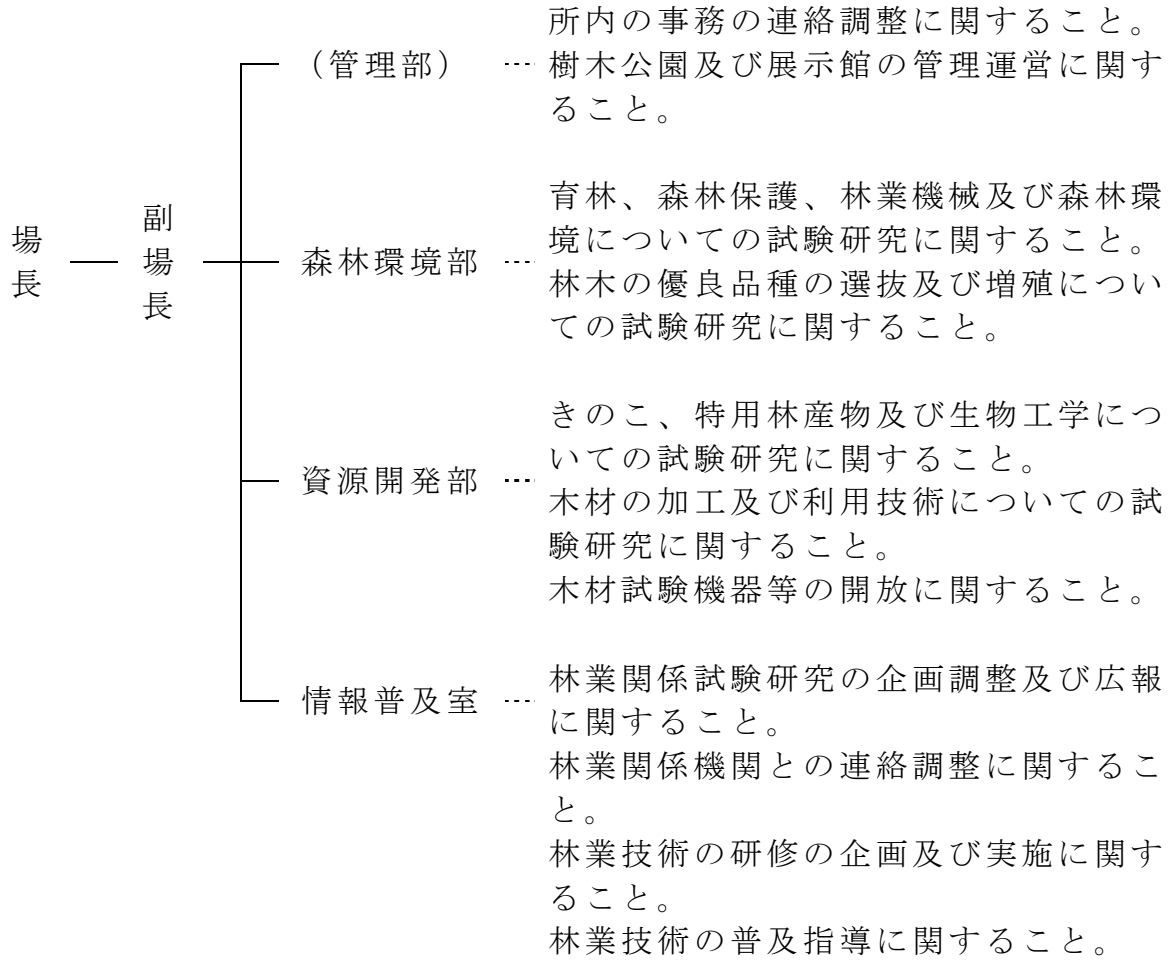 場長
副場長
（管理部）
所内の事務の連絡調整に関すること。
樹木公園及び展示館の管理運営に関す
ること。
森林環境部
育林、森林保護、林業機械及び森林環
境についての試験研究に関すること。
林木の優良品種の選抜及び増殖につい
ての試験研究に関すること。
資源開発部
きのこ、特用林産物及び生物工学につ
いての試験研究に関すること。
木材の加工及び利用技術についての試
験研究に関すること。
木材試験機器等の開放に関すること。
情報普及室
林業関係試験研究の企画調整及び広報
に関すること。
林業関係機関との連絡調整に関するこ
と。
林業技術の研修の企画及び実施に関す
ること。
林業技術の普及指導に関すること。